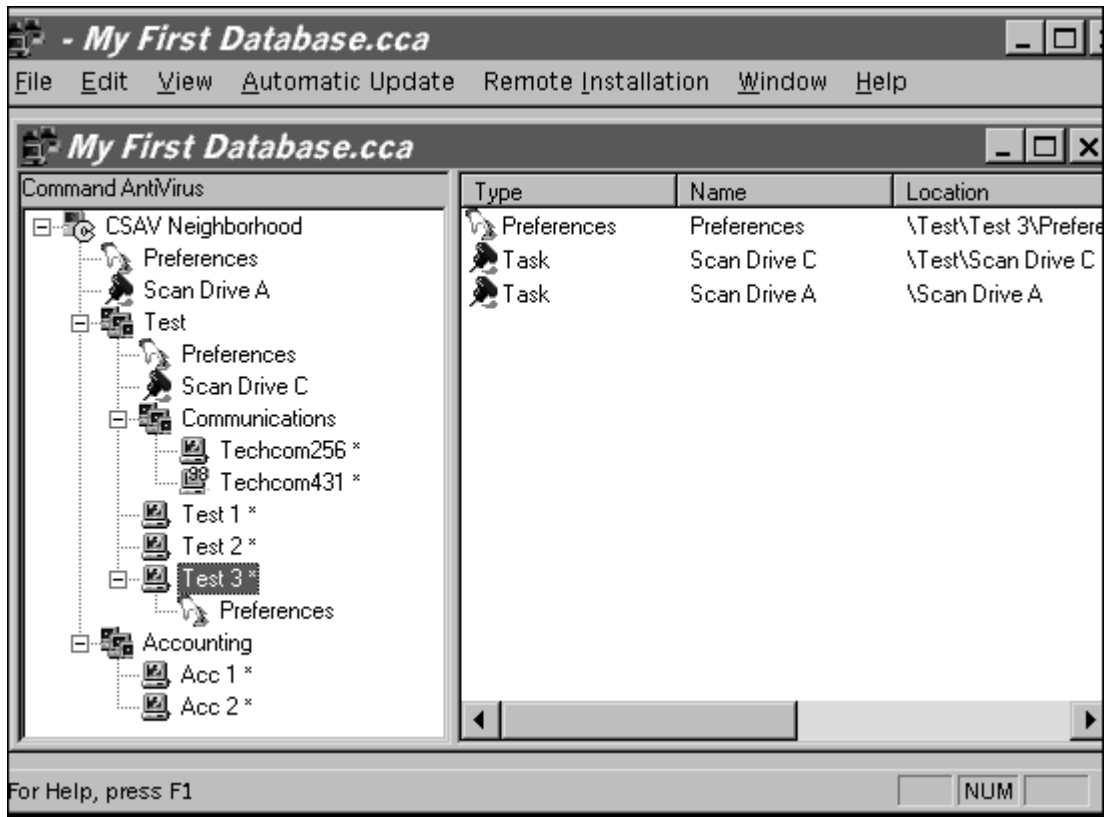 - My First Database.cca
File Edit View Automatic Update Remote Installation Window Help
My First Database.cca
Command AntiVirus
CSAV Neighborhood
Preferences
Scan Drive A
Test
Preferences
Scan Drive C
Communications
Techcom256 *
98
Techcom431 *
Test 1 *
Test 2 *
Test 3 *
Preferences
Accounting
Acc 1 *
Acc 2 *
Type Name Location
Preferences Preferences \Test\Test 3\Prefere
Task Scan Drive C \Test\Scan Drive C
Task Scan Drive A \Scan Drive A
For Help, press F1 NUM